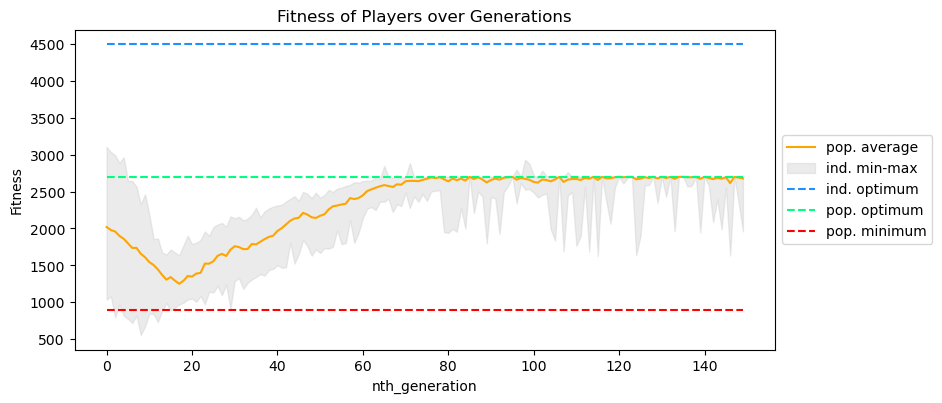 Fitness of Players over Generations
Fitness
4500
4000
3500
3000
2500
2000
1500
1000
500
0
20
40
60
80
100
120
140
nth_generation
pop. average
ind. min-max
ind. optimum
pop. optimum
pop. minimum